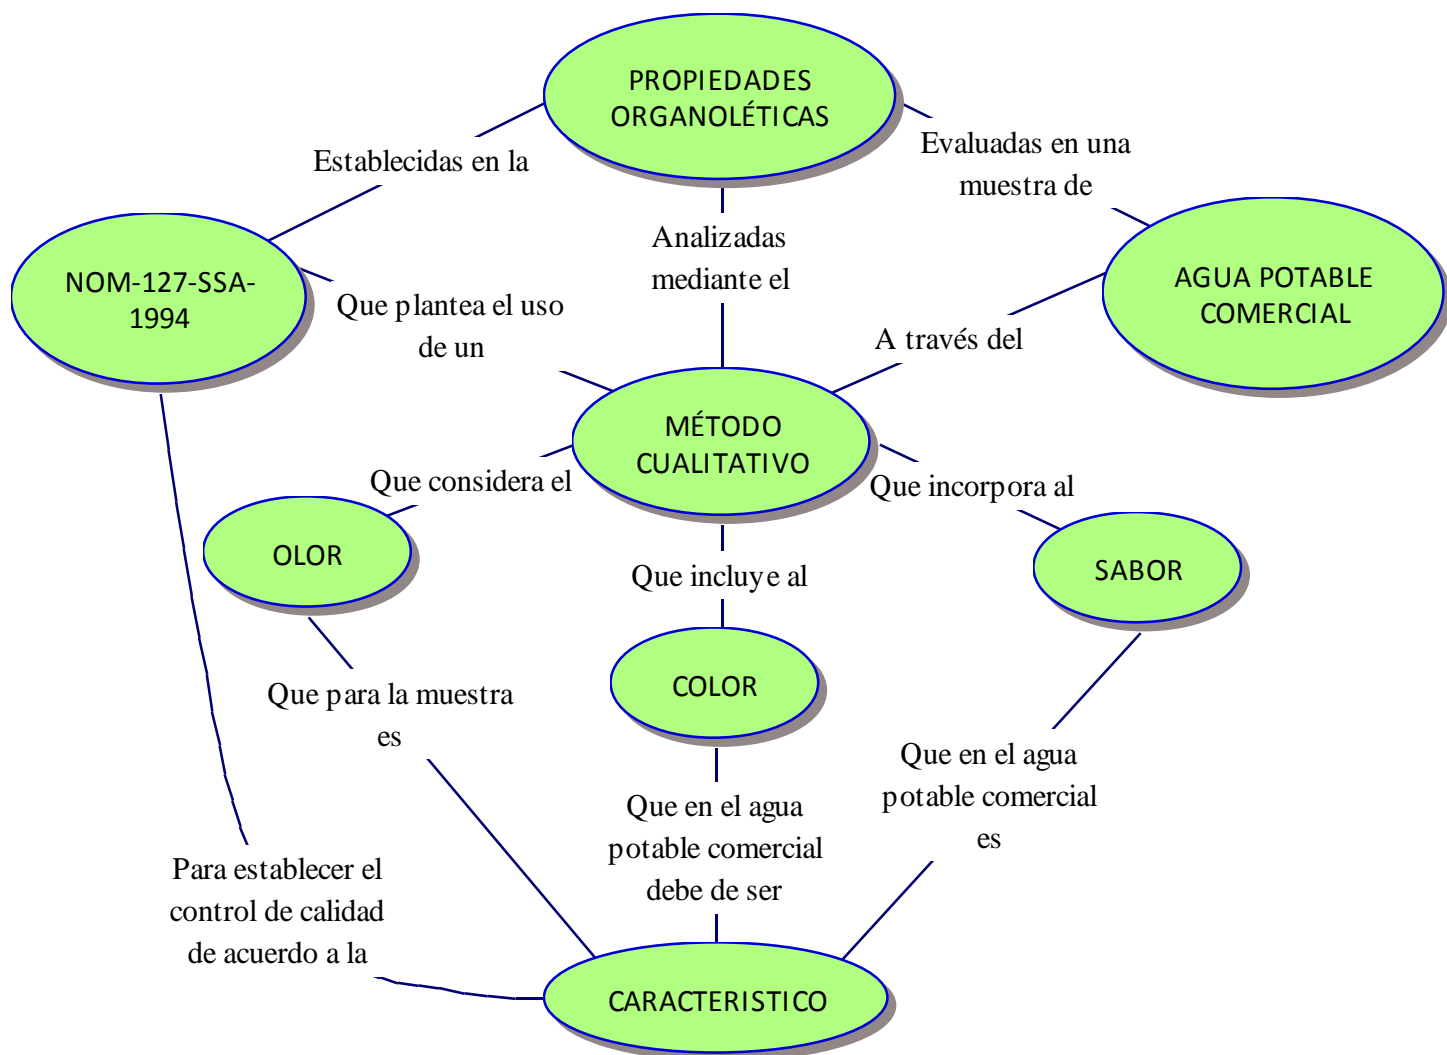 PROPIEDADES
ORGANOLÉTICAS
Establecidas en la
Evaluadas en una
muestra de
Analizadas
mediante el
NOM-127-SSA-
1994
AGUA POTABLE
COMERCIAL
Que plantea el uso
de un
A través del
MÉTODO
CUALITATIVO
Que considera el
Que incorpora al
OLOR
Que incluye al
SABOR
COLOR
Que para la muestra
es
Que en el agua
potable comercial
es
Que en el agua
potable comercial
debe de ser
Para establecer el
control de calidad
de acuerdo a la
CARACTERISTICO